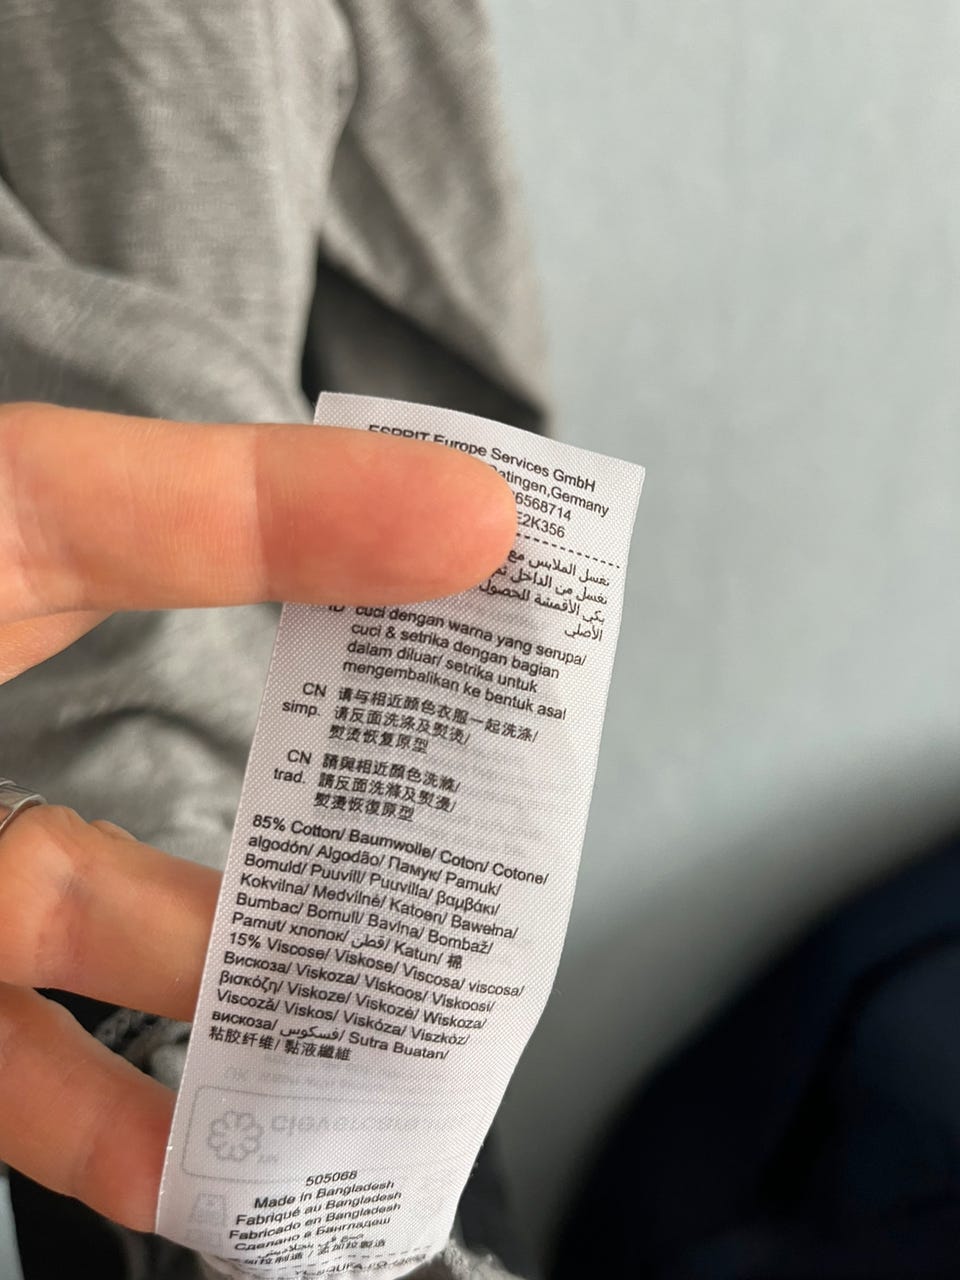 ESPRIT Europe Services GmbH
Ratingen,Germany
6568714
E2K356
تغسل الملابس مع
تغسل من الداخل
الأقمشة للحصول
الأصلي
ID cuci dengan warna yang serupa/
cuci & setrika dengan bagian
dalam diluar/ setrika untuk
mengembalikan ke bentuk asal
CN 请与相近颜色衣服一起洗涤/
simp. 请反面洗涤及熨烫/
熨烫恢复原型
CN 請與相近顏色洗滌/
trad. 請反面洗滌及熨燙/
熨燙恢復原型
85% Cotton/ Baumwolle/ Coton/ Cotone/
algodón/ Algodão/ Памук/ Pamuk/
Bomuld/ Puuvill/ Puuvilla/ βαμβάκι/
Kokvilna/ Medvilnė/ Katoen/ Bawełna/
Bumbac/ Bomull/ Bavlna/ Bombaž/
Pamut/ хлопок/ قطن/ Katun/ 棉
15% Viscose/ Viskose/ Viscosa/ viscosa/
Вискоза/ Viskoza/ Viskoos/ Viskoosi/
βισκόζη/ Viskoze/ Viskozė/ Wiskoza/
Viscoză/ Viskos/ Viskóza/ Viszkóz/
вискоза/ فسكوس/ Sutra Buatan/
粘胶纤维/ 黏液纖維
505068
Made in Bangladesh
Fabriqué au Bangladesh
Fabricado en Bangladesh
Сделано в Бангладеш
صنع في بنجلاديش